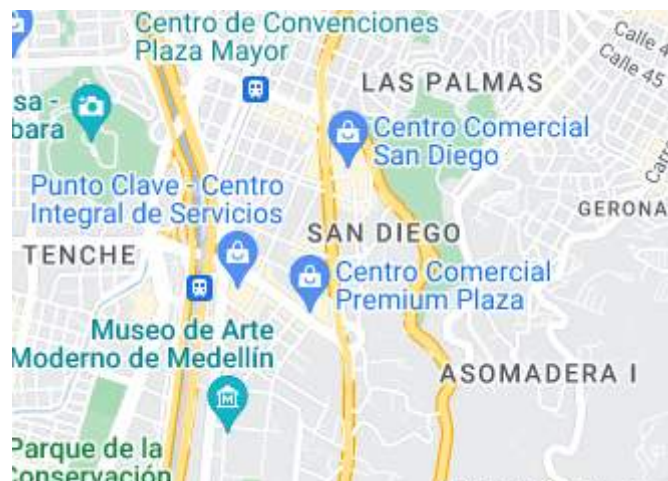 Centro de Convenciones
Plaza Mayor
Calle 4
Calle 45
LAS PALMAS
sa -
bara
Centro Comercial
San Diego
Carra
Punto Clave - Centro
Integral de Servicios
GERONA
SAN DIEGO
TENCHE
Centro Comercial
Premium Plaza
Museo de Arte
Moderno de Medellín
ASOMADERA I
M
Parque de la
Conservación